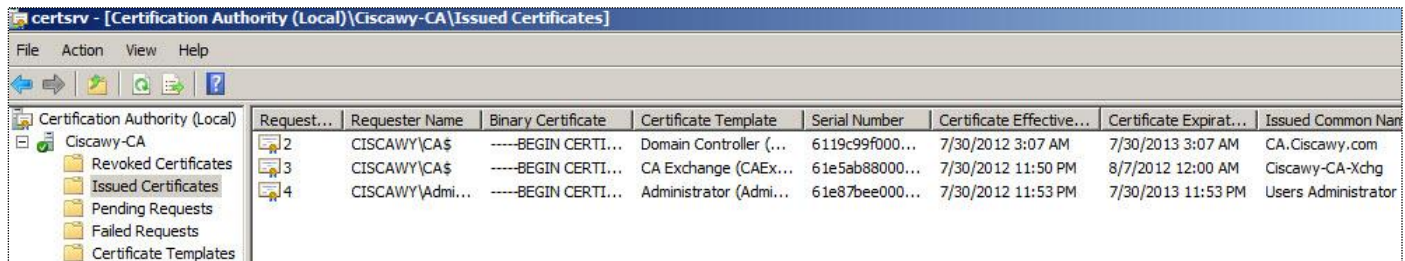 certsrv - [Certification Authority (Local)\Ciscawy-CA\Issued Certificates]
File Action View Help
Certification Authority (Local)
Ciscawy-CA
Revoked Certificates
Issued Certificates
Pending Requests
Failed Requests
Certificate Templates
Request... Requester Name Binary Certificate Certificate Template Serial Number Certificate Effective... Certificate Expirat... Issued Common Nam
2 CISCAWY\CA$ -----BEGIN CERTI... Domain Controller (... 6119c99f000... 7/30/2012 3:07 AM 7/30/2013 3:07 AM CA.Ciscawy.com
3 CISCAWY\CA$ -----BEGIN CERTI... CA Exchange (CAEx... 61e5ab88000... 7/30/2012 11:50 PM 8/7/2012 12:00 AM Ciscawy-CA-Xchg
4 CISCAWY\Admi... -----BEGIN CERTI... Administrator (Admi... 61e87bee000... 7/30/2012 11:53 PM 7/30/2013 11:53 PM Users Administrator